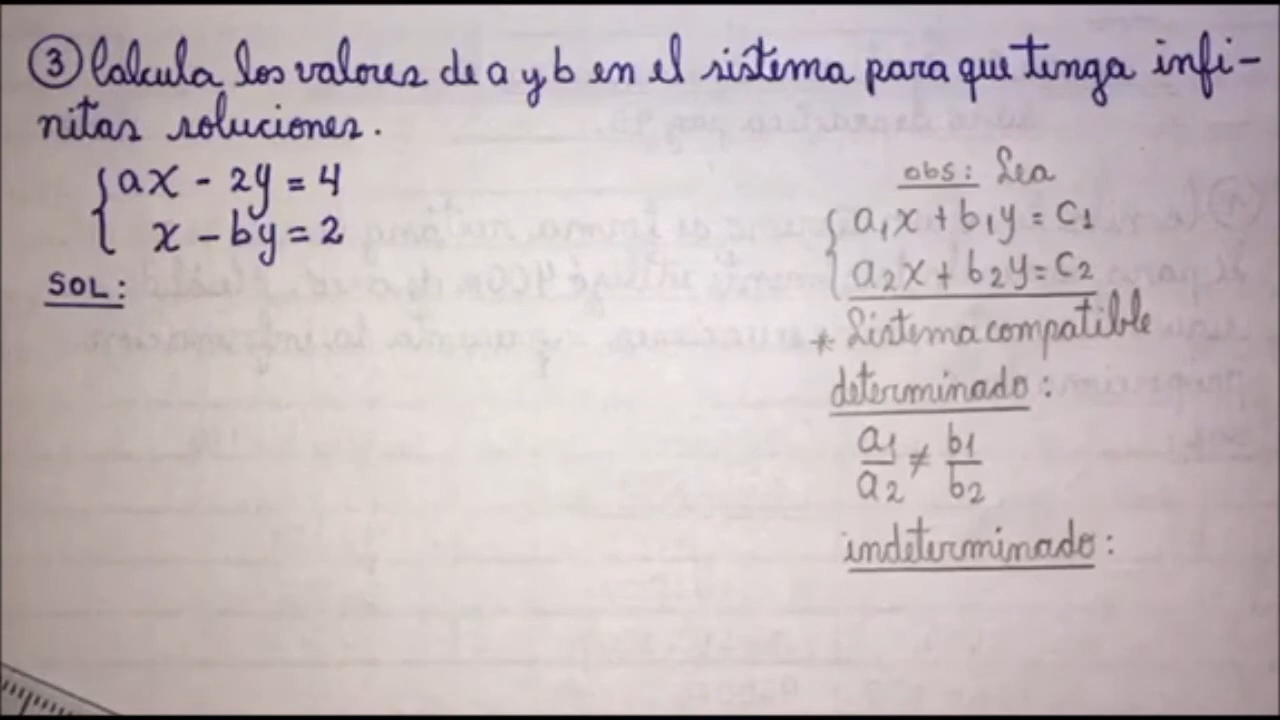 ③ Calcula los valores de a y b en el sistema para que tenga infi-
nitas soluciones.
ax - 2y = 4
x - by = 2
SOL:
obs: Sea
a₁x + b₁y = c₁
a₂x + b₂y = c₂
* Sistema compatible
determinado:
a₁/a₂ ≠ b₁/b₂
indeterminado: